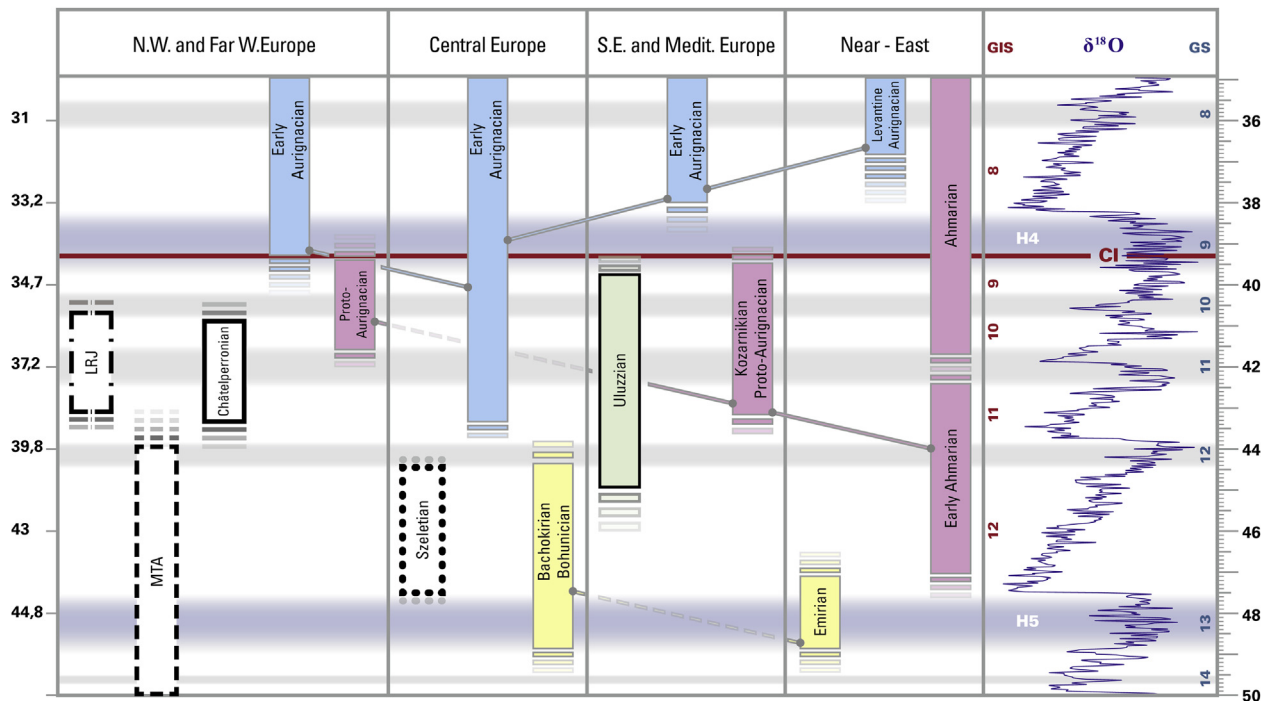 N.W. and Far W.Europe
Central Europe
S.E. and Medit. Europe
Near - East
GIS
δ18O
GS
31
33,2
34,7
37,2
39,8
43
44,8
LRJ
MTA
Châtelperronian
Early
Aurignacian
Proto-
Aurignacian
Early
Aurignacian
Szeletian
Bachokirian
Bohunician
Uluzzian
Early
Aurignacian
Kozarnikian
Proto-Aurignacian
Emirian
Levantine
Aurignacian
Ahmarian
Early Ahmarian
8
9
10
11
12
H4
CI
H5
8
9
10
11
12
13
14
36
38
40
42
44
46
48
50